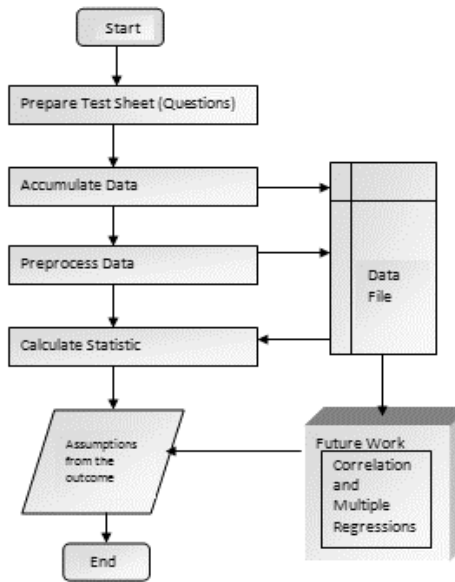 Start
Prepare Test Sheet (Questions)
Accumulate Data
Preprocess Data
Data
File
Calculate Statistic
Assumptions
from the
outcome
Future Work
Correlation
and
Multiple
Regressions
End